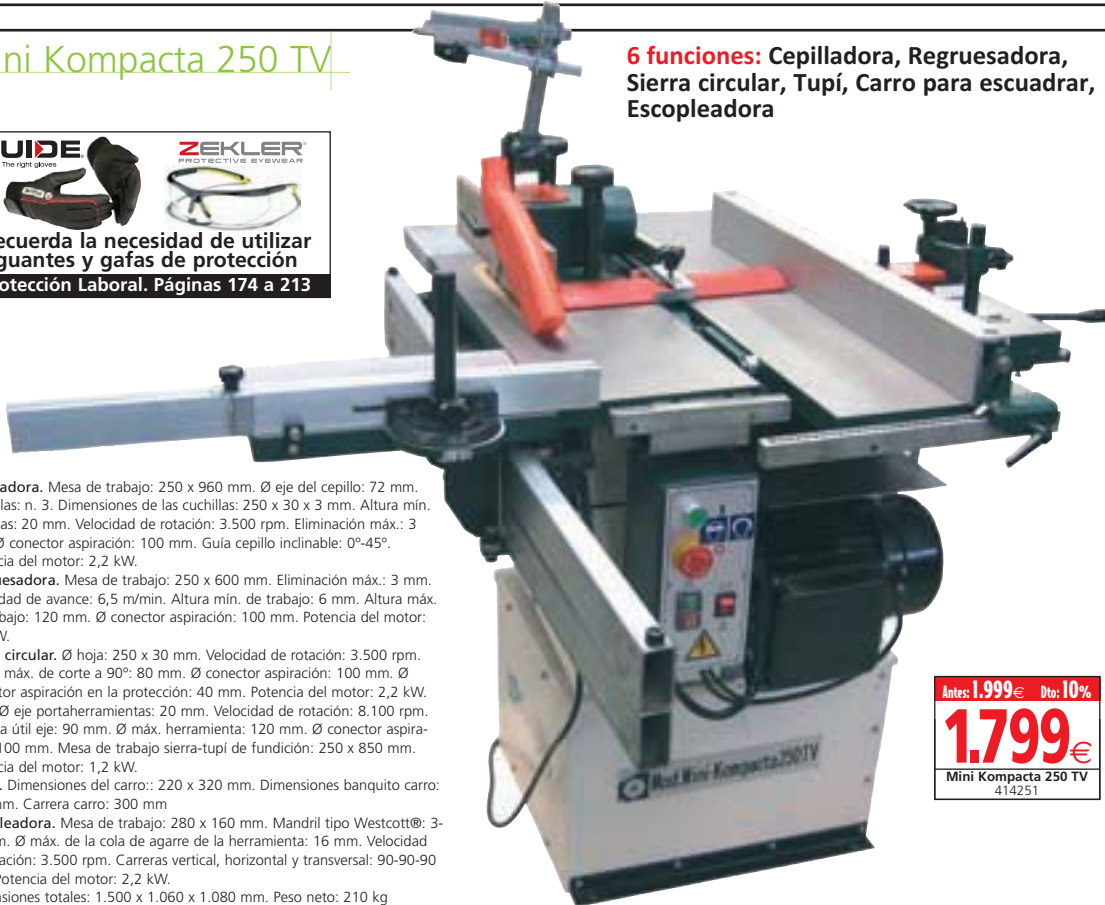 ni Kompacta 250 TV
6 funciones: Cepilladora, Regruesadora,
Sierra circular, Tupí, Carro para escuadrar,
Escopleadora
UIDE
The right gloves
ZEKLER
PROTECTIVE EYEWEAR
ecuerda la necesidad de utilizar
guantes y gafas de protección
otección Laboral. Páginas 174 a 213
adora. Mesa de trabajo: 250 x 960 mm. Ø eje del cepillo: 72 mm.
las: n. 3. Dimensiones de las cuchillas: 250 x 30 x 3 mm. Altura mín.
as: 20 mm. Velocidad de rotación: 3.500 rpm. Eliminación máx.: 3
Ø conector aspiración: 100 mm. Guía cepillo inclinable: 0º-45º.
cia del motor: 2,2 kW.
uesadora. Mesa de trabajo: 250 x 600 mm. Eliminación máx.: 3 mm.
dad de avance: 6,5 m/min. Altura mín. de trabajo: 6 mm. Altura máx.
bajo: 120 mm. Ø conector aspiración: 100 mm. Potencia del motor:
W.
circular. Ø hoja: 250 x 30 mm. Velocidad de rotación: 3.500 rpm.
máx. de corte a 90º: 80 mm. Ø conector aspiración: 100 mm. Ø
tor aspiración en la protección: 40 mm. Potencia del motor: 2,2 kW.
Ø eje portaherramientas: 20 mm. Velocidad de rotación: 8.100 rpm.
a útil eje: 90 mm. Ø máx. herramienta: 120 mm. Ø conector aspira-
100 mm. Mesa de trabajo sierra-tupí de fundición: 250 x 850 mm.
cia del motor: 1,2 kW.
. Dimensiones del carro:: 220 x 320 mm. Dimensiones banquito carro:
mm. Carrera carro: 300 mm
leadora. Mesa de trabajo: 280 x 160 mm. Mandril tipo Westcott®: 3-
m. Ø máx. de la cola de agarre de la herramienta: 16 mm. Velocidad
ación: 3.500 rpm. Carreras vertical, horizontal y transversal: 90-90-90
Potencia del motor: 2,2 kW.
siones totales: 1.500 x 1.060 x 1.080 mm. Peso neto: 210 kg
Mod. Mini-Kompacta 250TV
Antes: 1.999€ Dto: 10%
1.799€
Mini Kompacta 250 TV
414251